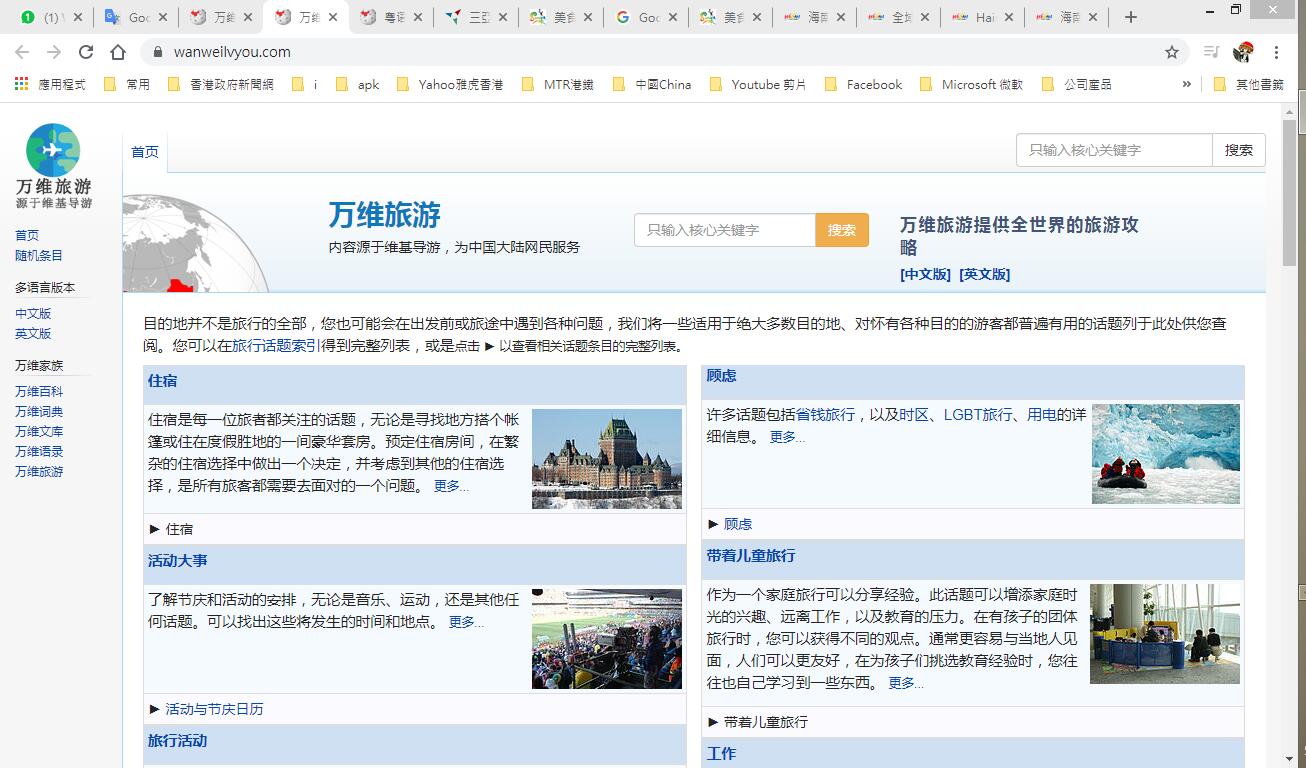 (1) \
Goc
万维
万维
粤语
三亞
美食
Goc
美食
海南
全域
Hai
海南
wanweilvyou.com
應用程式
常用
香港政府新聞網
i
apk
Yahoo雅虎香港
MTR港鐵
中國China
Youtube 剪片
Facebook
Microsoft 微軟
公司產品
»
其他書籤
万维旅游
源于维基导游
首页
随机条目
多语言版本
中文版
英文版
万维家族
万维百科
万维词典
万维文库
万维语录
万维旅游
首页
只输入核心关键字
搜索
万维旅游
内容源于维基导游，为中国大陆网民服务
只输入核心关键字
搜索
万维旅游提供全世界的旅游攻
略
[中文版] [英文版]
目的地并不是旅行的全部，您也可能会在出发前或旅途中遇到各种问题，我们将一些适用于绝大多数目的地、对怀有各种目的的游客都普遍有用的话题列于此处供您查
阅。您可以在旅行话题索引得到完整列表，或是点击 ► 以查看相关话题条目的完整列表。
住宿
住宿是每一位旅者都关注的话题，无论是寻找地方搭个帐
篷或住在度假胜地的一间豪华套房。预定住宿房间，在繁
杂的住宿选择中做出一个决定，并考虑到其他的住宿选
择，是所有旅客都需要去面对的一个问题。 更多...
► 住宿
活动大事
了解节庆和活动的安排，无论是音乐、运动，还是其他任
何话题。可以找出这些将发生的时间和地点。 更多...
► 活动与节庆日历
旅行活动
顾虑
许多话题包括省钱旅行，以及时区、LGBT旅行、用电的详
细信息。 更多...
► 顾虑
带着儿童旅行
作为一个家庭旅行可以分享经验。此话题可以增添家庭时
光的兴趣、远离工作，以及教育的压力。在有孩子的团体
旅行时，您可以获得不同的观点。通常更容易与当地人见
面，人们可以更友好，在为孩子们挑选教育经验时，您往
往也自己学习到一些东西。 更多...
► 带着儿童旅行
工作